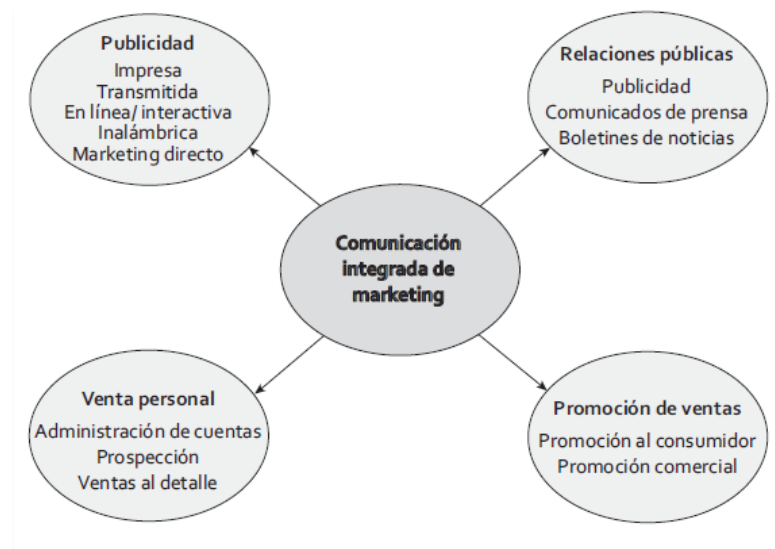 Publicidad
Impresa
Transmitida
En línea/ interactiva
Inalámbrica
Marketing directo
Relaciones públicas
Publicidad
Comunicados de prensa
Boletines de noticias
Comunicación
integrada de
marketing
Venta personal
Administración de cuentas
Prospección
Ventas al detalle
Promoción de ventas
Promoción al consumidor
Promoción comercial